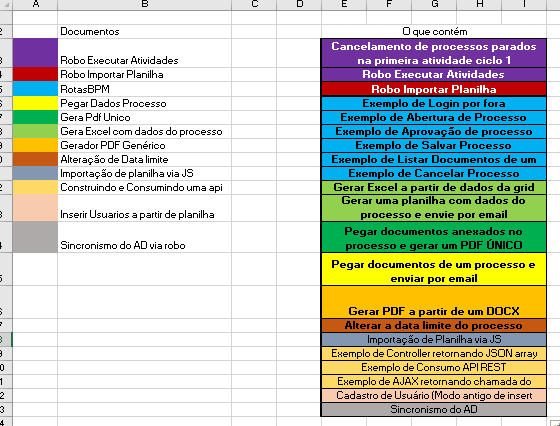 A B C D E F G H I
2 Documentos O que contém
Cancelamento de processos parados
3 Robo Executar Atividades na primeira atividade ciclo 1
4 Robo Importar Planilha Robo Executar Atividades
5 RotasBPM Robo Importar Planilha
6 Pegar Dados Processo Exemplo de Login por fora
7 Gera Pdf Unico Exemplo de Abertura de Processo
8 Gera Excel com dados do processo Exemplo de Aprovação de processo
9 Gerador PDF Genérico Exemplo de Salvar Processo
0 Alteração de Data limite Exemplo de Listar Documentos de um
Importação de planilha via JS Exemplo de Cancelar Processo
2 Construindo e Consumindo uma api Gerar Excel a partir de dados da grid
Gerar uma planilha com dados do
3 Inserir Usuarios a partir de planilha processo e envie por email
Pegar documentos anexados no
4 Sincronismo do AD via robo processo e gerar um PDF ÚNICO
Pegar documentos de um processo e
5 enviar por email
6 Gerar PDF a partir de um DOCX
7 Alterar a data limite do processo
8 Importação de Planilha via JS
9 Exemplo de Controller retornando JSON array
0 Exemplo de Consumo API REST
1 Exemplo de AJAX retornando chamada do
2 Cadastro de Usuário (Modo antigo de insert
3 Sincronismo do AD